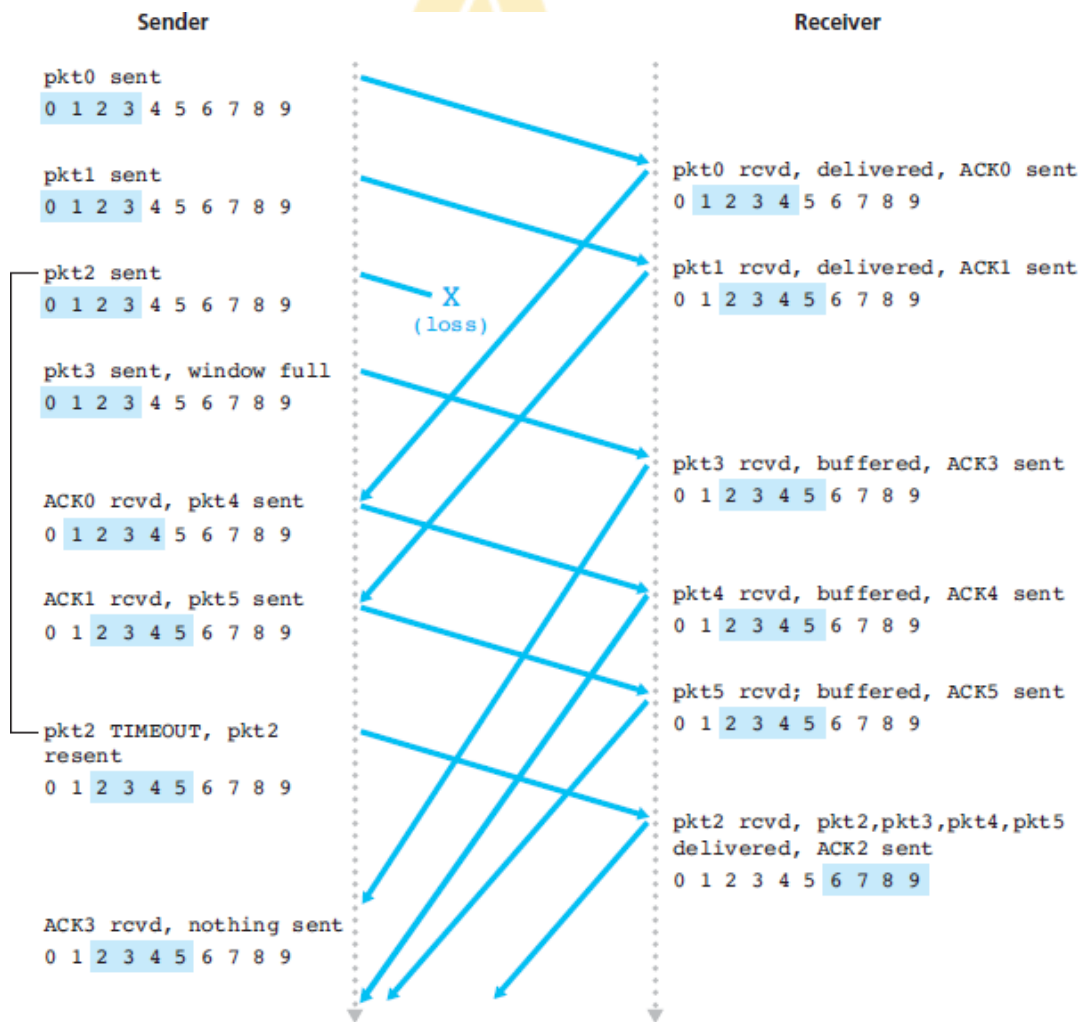 Sender
Receiver
pkt0 sent
0 1 2 3 4 5 6 7 8 9
pkt0 rcvd, delivered, ACK0 sent
0 1 2 3 4 5 6 7 8 9
pkt1 sent
0 1 2 3 4 5 6 7 8 9
pkt1 rcvd, delivered, ACK1 sent
0 1 2 3 4 5 6 7 8 9
pkt2 sent
0 1 2 3 4 5 6 7 8 9
X
(loss)
pkt3 sent, window full
0 1 2 3 4 5 6 7 8 9
pkt3 rcvd, buffered, ACK3 sent
0 1 2 3 4 5 6 7 8 9
ACK0 rcvd, pkt4 sent
0 1 2 3 4 5 6 7 8 9
pkt4 rcvd, buffered, ACK4 sent
0 1 2 3 4 5 6 7 8 9
ACK1 rcvd, pkt5 sent
0 1 2 3 4 5 6 7 8 9
pkt5 rcvd; buffered, ACK5 sent
0 1 2 3 4 5 6 7 8 9
pkt2 TIMEOUT, pkt2
resent
0 1 2 3 4 5 6 7 8 9
pkt2 rcvd, pkt2,pkt3,pkt4,pkt5
delivered, ACK2 sent
0 1 2 3 4 5 6 7 8 9
ACK3 rcvd, nothing sent
0 1 2 3 4 5 6 7 8 9